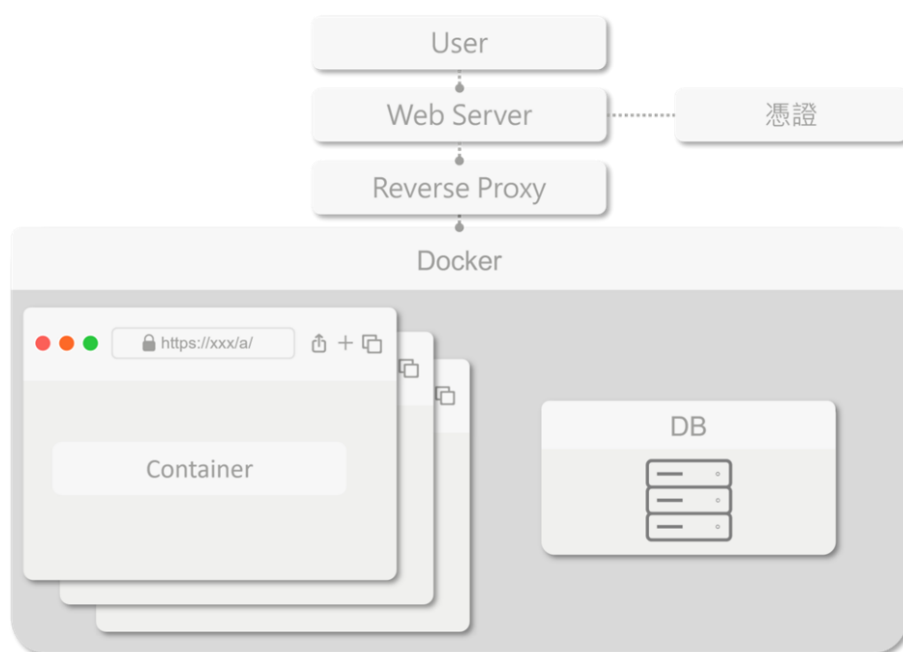 User
Web Server
憑證
Reverse Proxy
Docker
https://xxx/a/
Container
DB